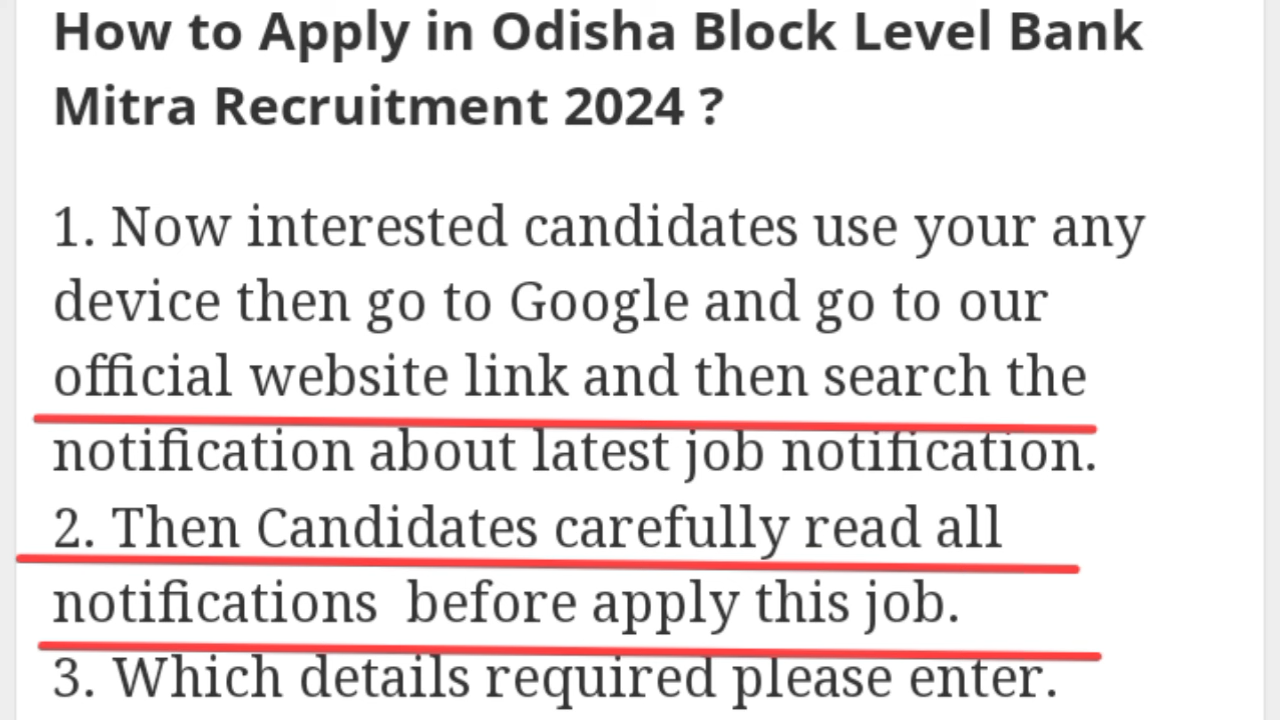 How to Apply in Odisha Block Level Bank
Mitra Recruitment 2024 ?
1. Now interested candidates use your any
device then go to Google and go to our
official website link and then search the
notification about latest job notification.
2. Then Candidates carefully read all
notifications  before apply this job.
3. Which details required please enter.